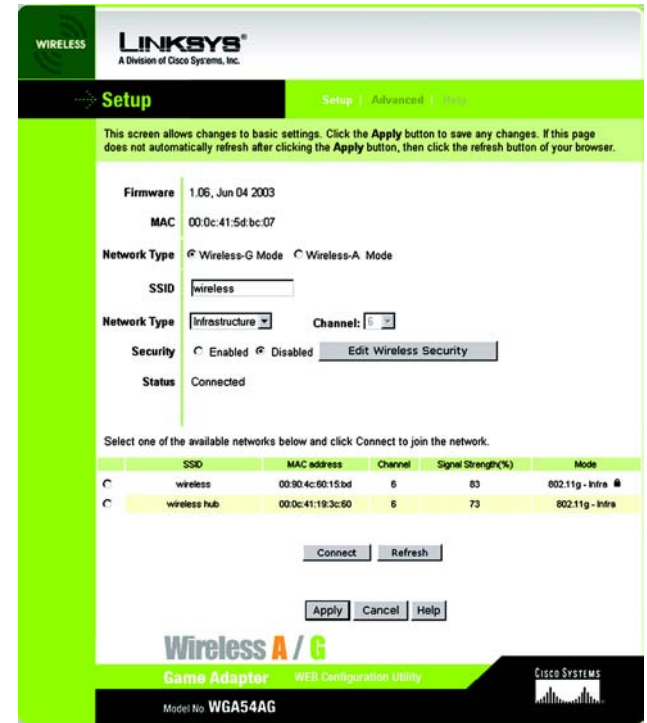 WIRELESS
LINKSYS®
A Division of Cisco Systems, Inc.
Setup
Setup | Advanced | Help
This screen allows changes to basic settings. Click the Apply button to save any changes. If this page
does not automatically refresh after clicking the Apply button, then click the refresh button of your browser.
Firmware 1.06, Jun 04 2003
MAC 00:0c:41:5d:bc:07
Network Type Wireless-G Mode Wireless-A Mode
SSID wireless
Network Type Infrastructure Channel: 6
Security Enabled Disabled Edit Wireless Security
Status Connected
Select one of the available networks below and click Connect to join the network.
SSID MAC address Channel Signal Strength(%) Mode
wireless 00:90:4c:60:15:bd 6 83 802.11g - Infra
wireless hub 00:0c:41:19:3c:60 6 73 802.11g - Infra
Connect Refresh
Apply Cancel Help
Wireless A / G
Game Adapter WEB Configuration Utility
CISCO SYSTEMS
Model No. WGA54AG